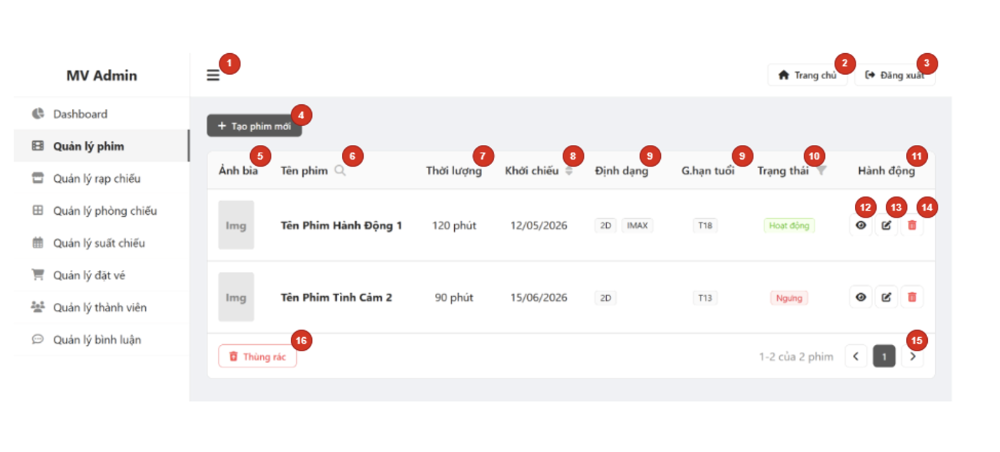 MV Admin
1
Trang chủ 2
Đăng xuất 3
Dashboard
Quản lý phim
Quản lý rạp chiếu
Quản lý phòng chiếu
Quản lý suất chiếu
Quản lý đặt vé
Quản lý thành viên
Quản lý bình luận
+ Tạo phim mới 4
Ảnh bìa 5 Tên phim 6 Thời lượng 7 Khởi chiếu 8 Định dạng 9 G.hạn tuổi 9 Trạng thái 10 Hành động 11
12 13 14
Img Tên Phim Hành Động 1 120 phút 12/05/2026 2D IMAX T18 Hoạt động
Img Tên Phim Tình Cảm 2 90 phút 15/06/2026 2D T13 Ngưng
Thùng rác 16
1-2 của 2 phim < 1 > 15